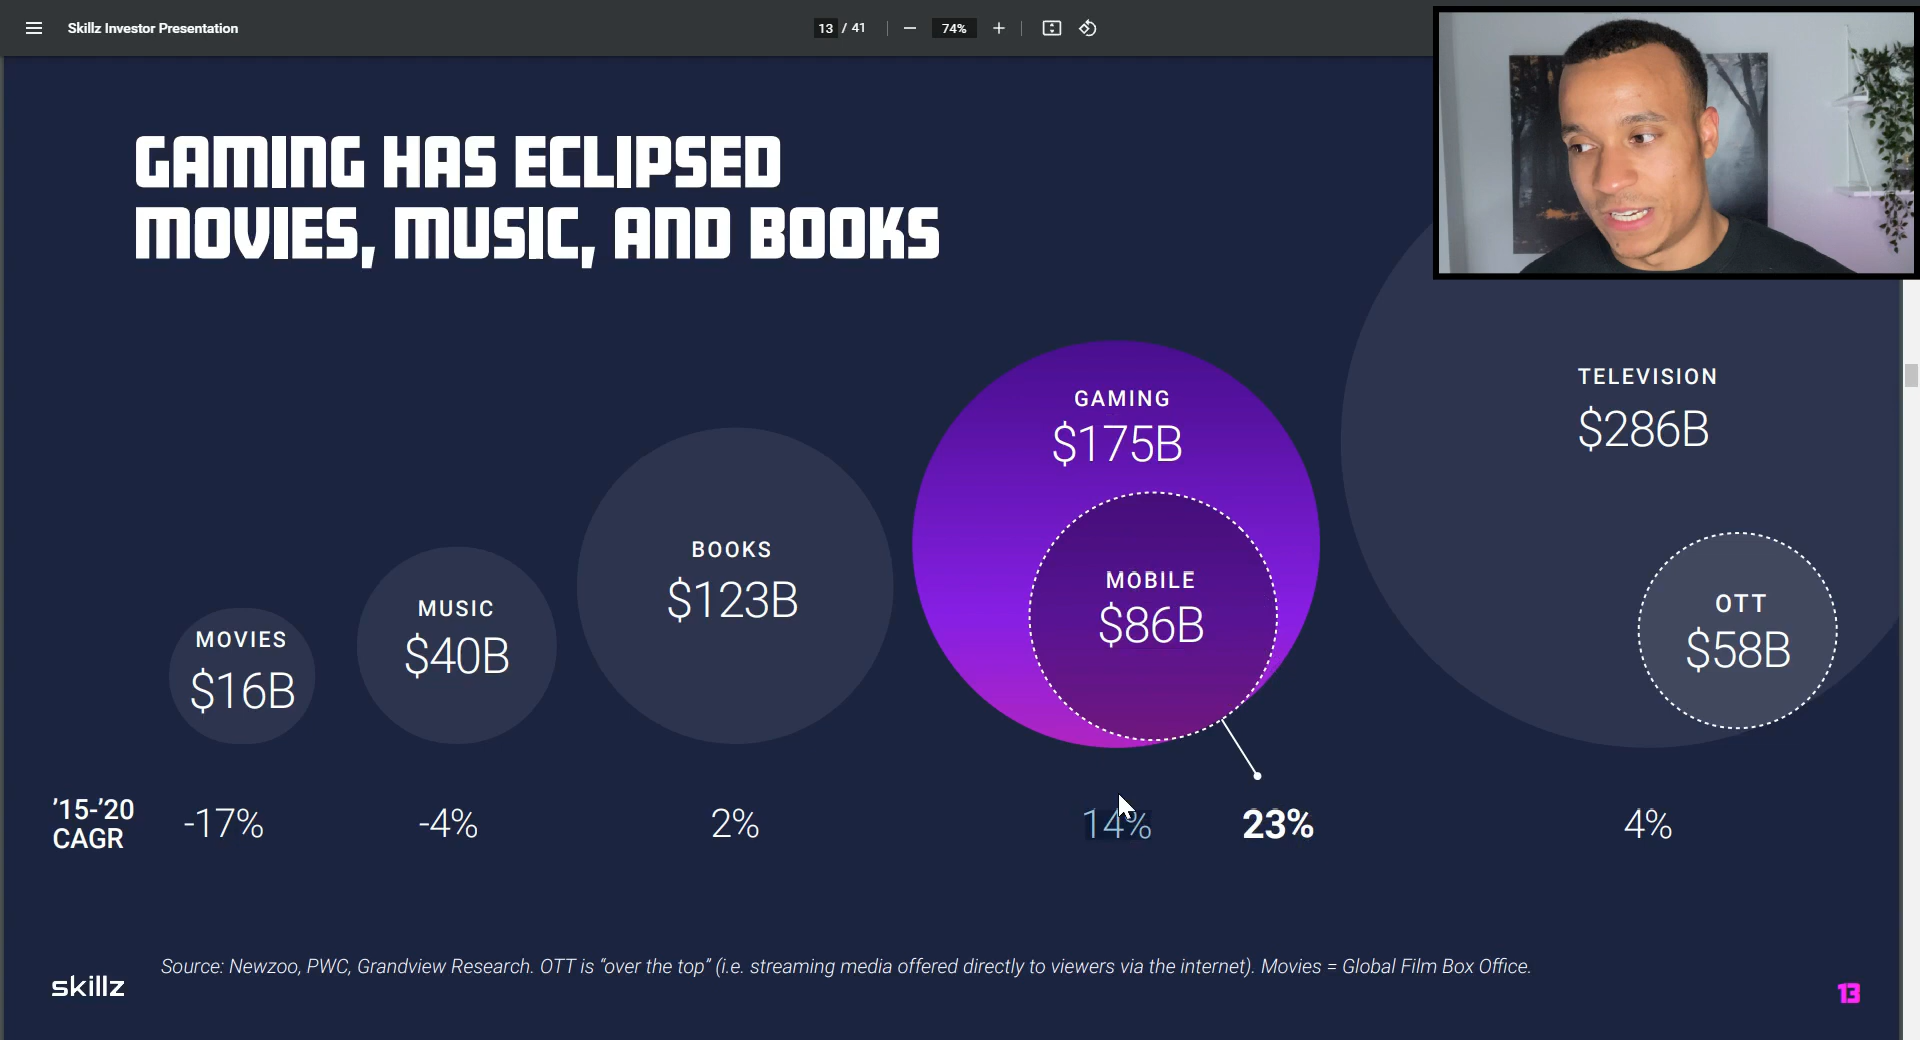 Skillz Investor Presentation
13 / 41
74%
GAMING HAS ECLIPSED
MOVIES, MUSIC, AND BOOKS
MOVIES
$16B
MUSIC
$40B
BOOKS
$123B
GAMING
$175B
MOBILE
$86B
TELEVISION
$286B
OTT
$58B
'15-'20
CAGR
-17%
-4%
2%
14%
23%
4%
Source: Newzoo, PWC, Grandview Research. OTT is “over the top” (i.e. streaming media offered directly to viewers via the internet). Movies = Global Film Box Office.
skillz
13